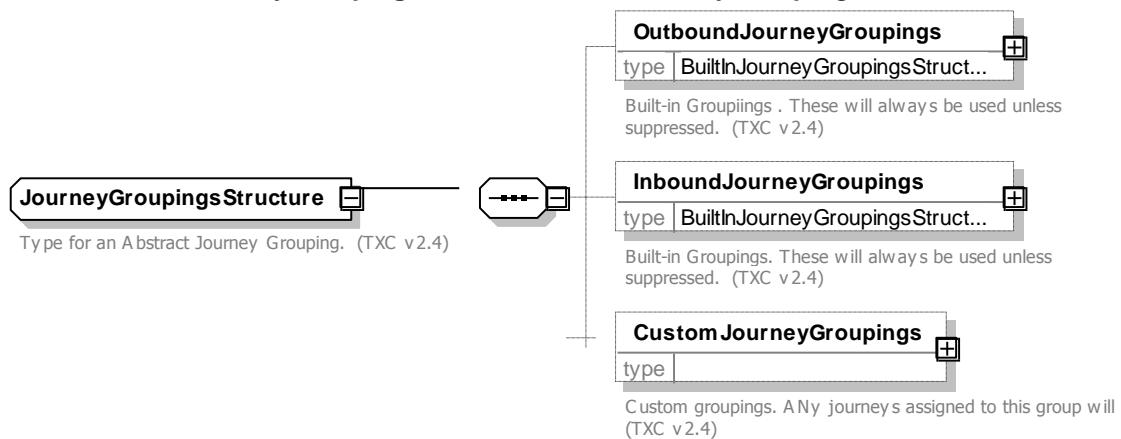 OutboundJourneyGroupings
type BuiltInJourneyGroupingsStruct...
Built-in Groupiings . These will always be used unless
suppressed. (TXC v2.4)
InboundJourneyGroupings
type BuiltInJourneyGroupingsStruct...
JourneyGroupingsStructure
Type for an Abstract Journey Grouping. (TXC v2.4)
Built-in Groupings. These will always be used unless
suppressed. (TXC v2.4)
CustomJourneyGroupings
type
Custom groupings. ANy journeys assigned to this group will
(TXC v2.4)